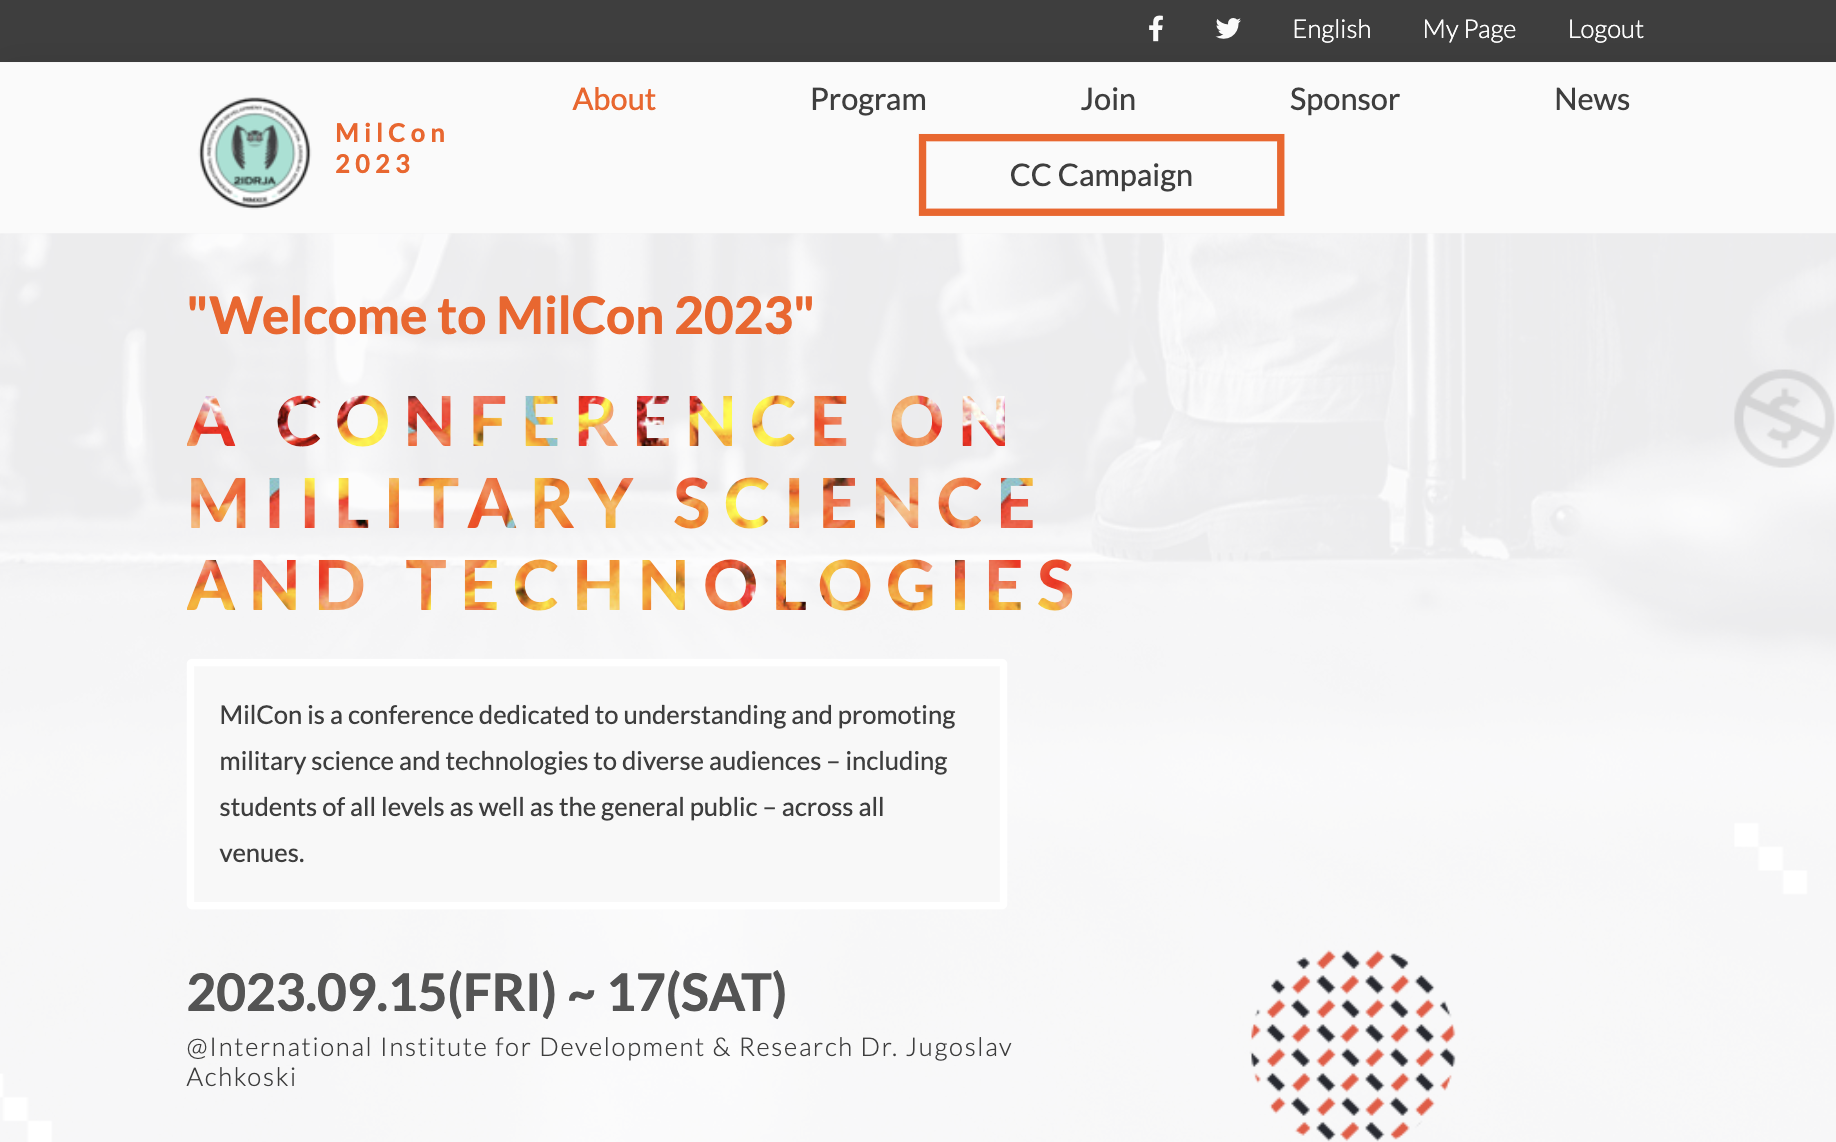 English My Page Logout
About Program Join Sponsor News
CC Campaign
2IDRJA
MilCon
2023
"Welcome to MilCon 2023"
A CONFERENCE ON
MIILITARY SCIENCE
AND TECHNOLOGIES
MilCon is a conference dedicated to understanding and promoting
military science and technologies to diverse audiences – including
students of all levels as well as the general public – across all
venues.
2023.09.15(FRI) ~ 17(SAT)
@International Institute for Development & Research Dr. Jugoslav
Achkoski